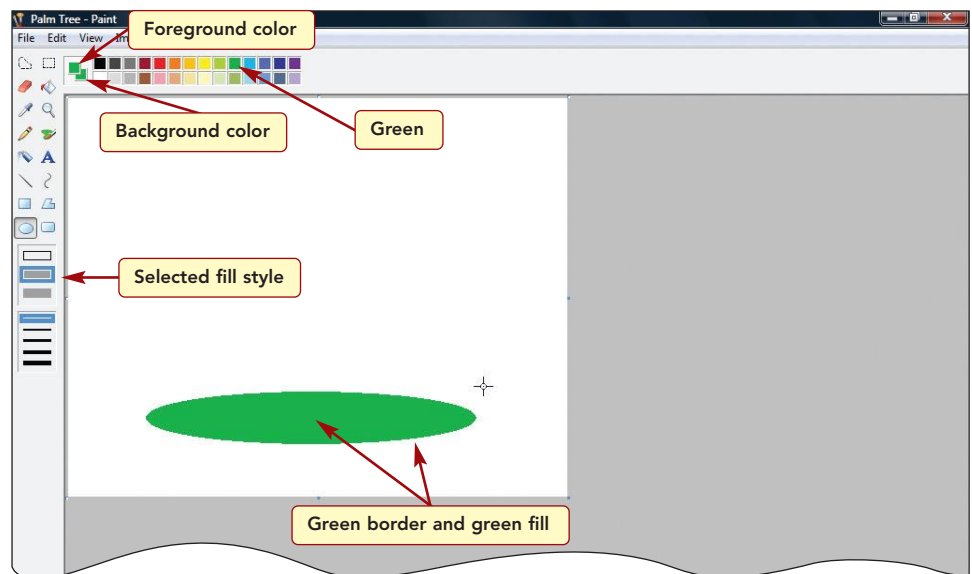 Palm Tree - Paint
Foreground color
File Edit View
Background color
Green
A
Selected fill style
Green border and green fill